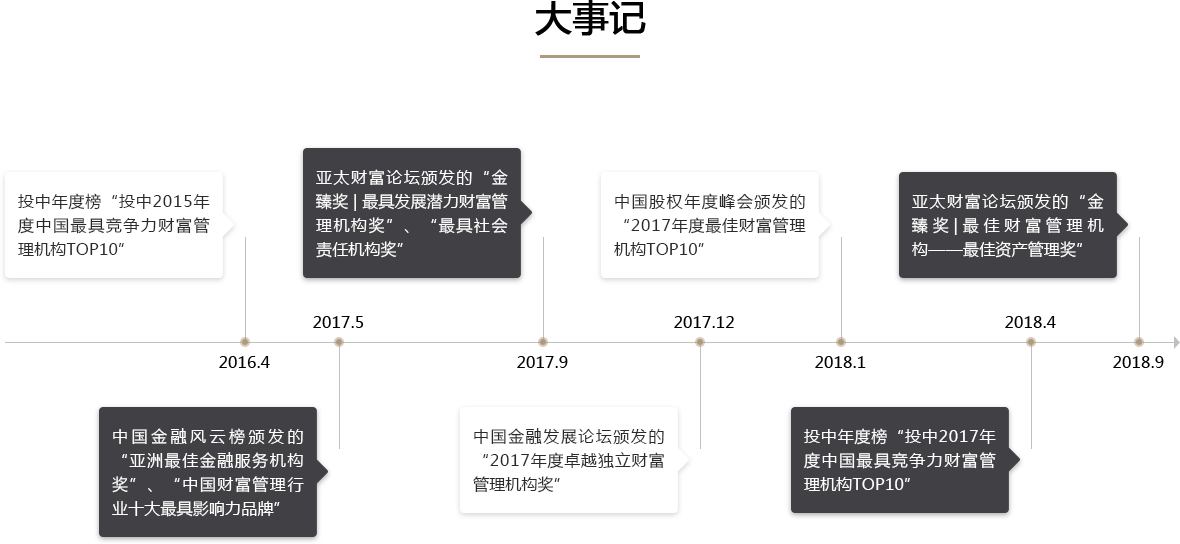 大事记
投中年度榜“投中2015年
度中国最具竞争力财富管
理机构TOP10”
亚太财富论坛颁发的“金
臻奖|最具发展潜力财富管
理机构奖”、“最具社会
责任机构奖”
中国股权年度峰会颁发的
“2017年度最佳财富管理
机构TOP10”
亚太财富论坛颁发的“金
臻奖|最佳财富管理机
构——最佳资产管理奖”
2017.5
2017.12
2018.4
2016.4
2017.9
2018.1
2018.9
中国金融风云榜颁发的
“亚洲最佳金融服务机构
奖”、“中国财富管理行
业十大最具影响力品牌”
中国金融发展论坛颁发的
“2017年度卓越独立财富
管理机构奖”
投中年度榜“投中2017年
度中国最具竞争力财富管
理机构TOP10”